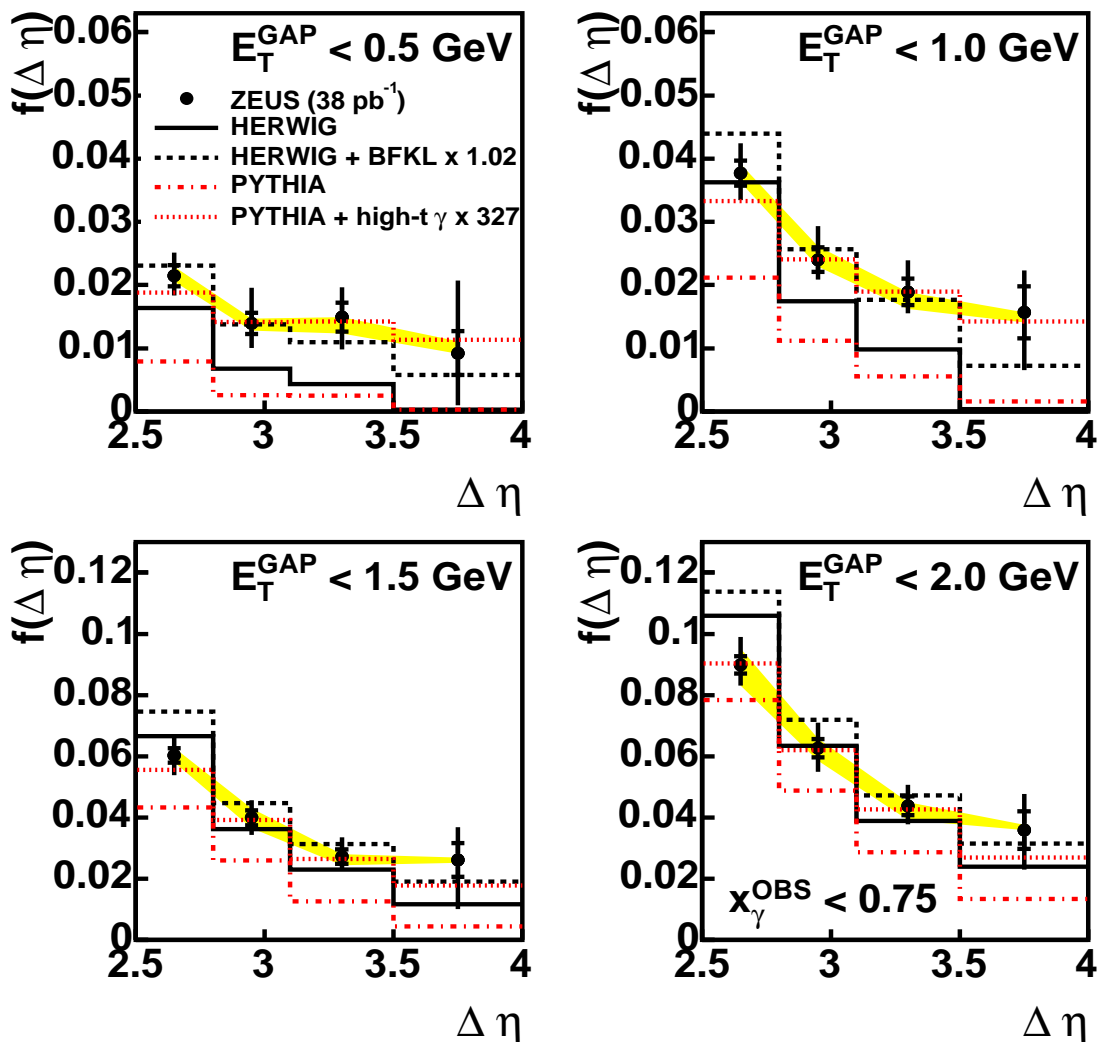 f(Δ η)
0.06
0.05
0.04
0.03
0.02
0.01
0
E_T^GAP < 0.5 GeV
ZEUS (38 pb^-1)
HERWIG
HERWIG + BFKL x 1.02
PYTHIA
PYTHIA + high-t γ x 327
2.5 3 3.5 4
Δ η
f(Δ η)
0.06
0.05
0.04
0.03
0.02
0.01
0
E_T^GAP < 1.0 GeV
2.5 3 3.5 4
Δ η
f(Δ η)
0.12
0.1
0.08
0.06
0.04
0.02
0
E_T^GAP < 1.5 GeV
2.5 3 3.5 4
Δ η
f(Δ η)
0.12
0.1
0.08
0.06
0.04
0.02
0
E_T^GAP < 2.0 GeV
x_γ^OBS < 0.75
2.5 3 3.5 4
Δ η